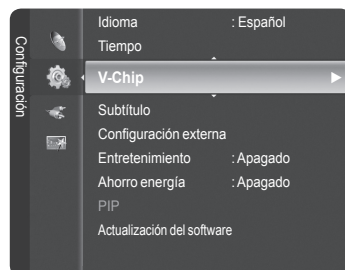 Configuración
Idioma : Español
Tiempo
V-Chip
Subtítulo
Configuración externa
Entretenimiento : Apagado
Ahorro energía : Apagado
PIP
Actualización del software